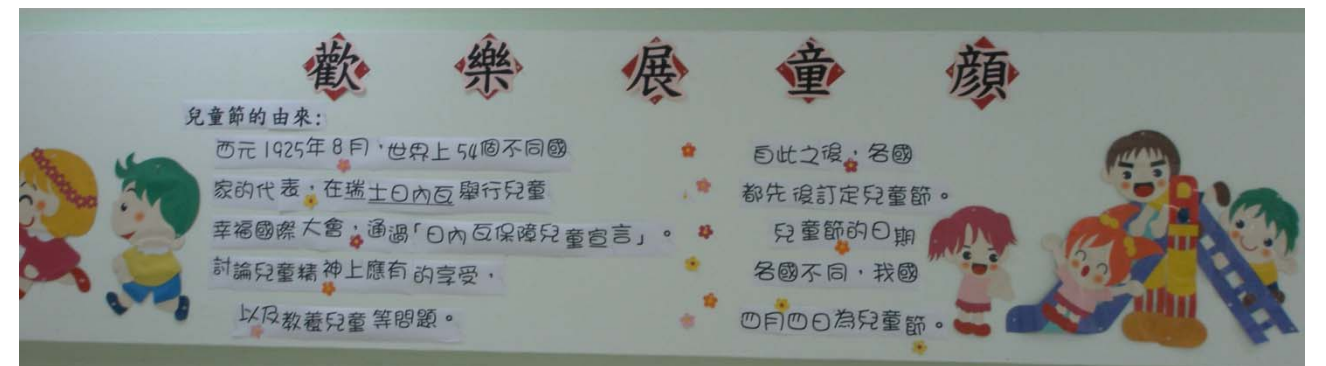 歡樂展童顏
兒童節的由來:
西元1925年8月,世界上54個不同國
家的代表,在瑞士日內瓦舉行兒童
幸福國際大會,通過「日內瓦保障兒童宣言」。
討論兒童精神上應有的享受,
以及教養兒童等問題。
自此之後,各國
都先後訂定兒童節。
兒童節的日期
各國不同,我國
四月四日為兒童節。